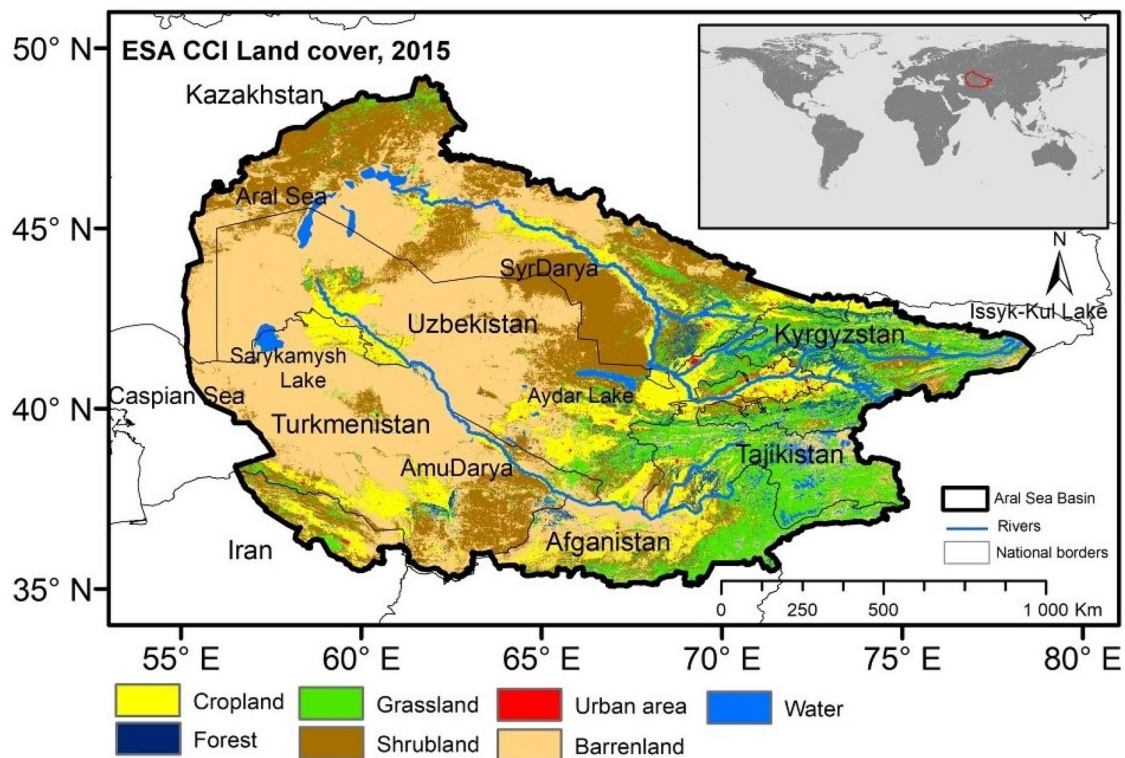 ESA CCI Land cover, 2015
50° N
45° N
40° N
35° N
Kazakhstan
Aral Sea
SyrDarya
N
Issyk-Kul Lake
Uzbekistan
Kyrgyzstan
Sarykamysh
Lake
Aydar Lake
Caspian Sea
Turkmenistan
AmuDarya
Tajikistan
Iran
Afganistan
Aral Sea Basin
Rivers
National borders
0 250 500 1 000 Km
55° E 60° E 65° E 70° E 75° E 80° E
Cropland Grassland Urban area Water
Forest Shrubland Barrenland